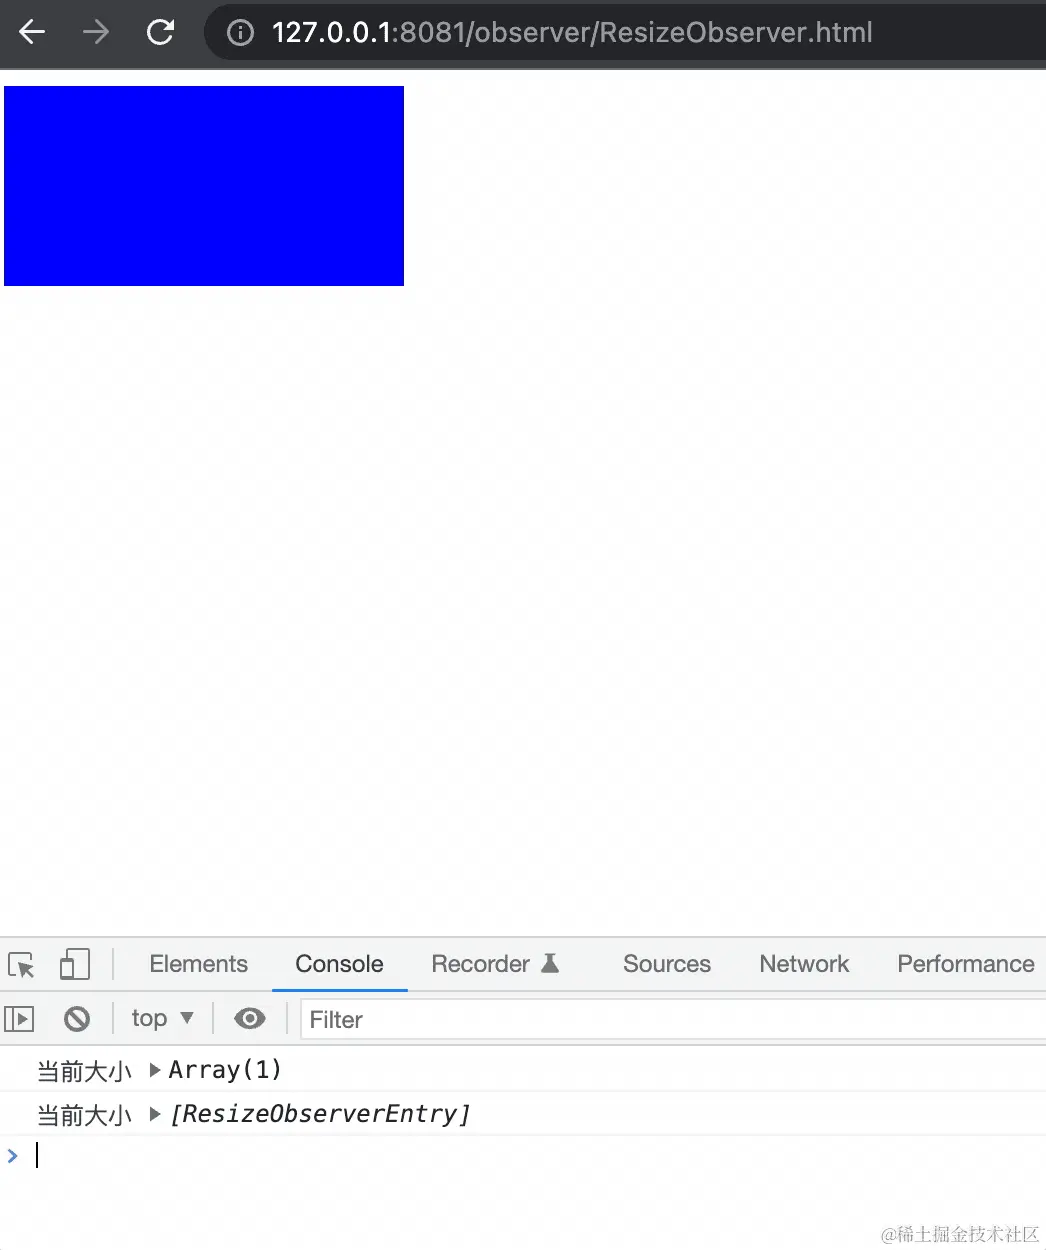 127.0.0.1:8081/observer/ResizeObserver.html
Elements Console Recorder Sources Network Performance
top Filter
当前大小 Array(1)
当前大小 [ResizeObserverEntry]
@稀土掘金技术社区